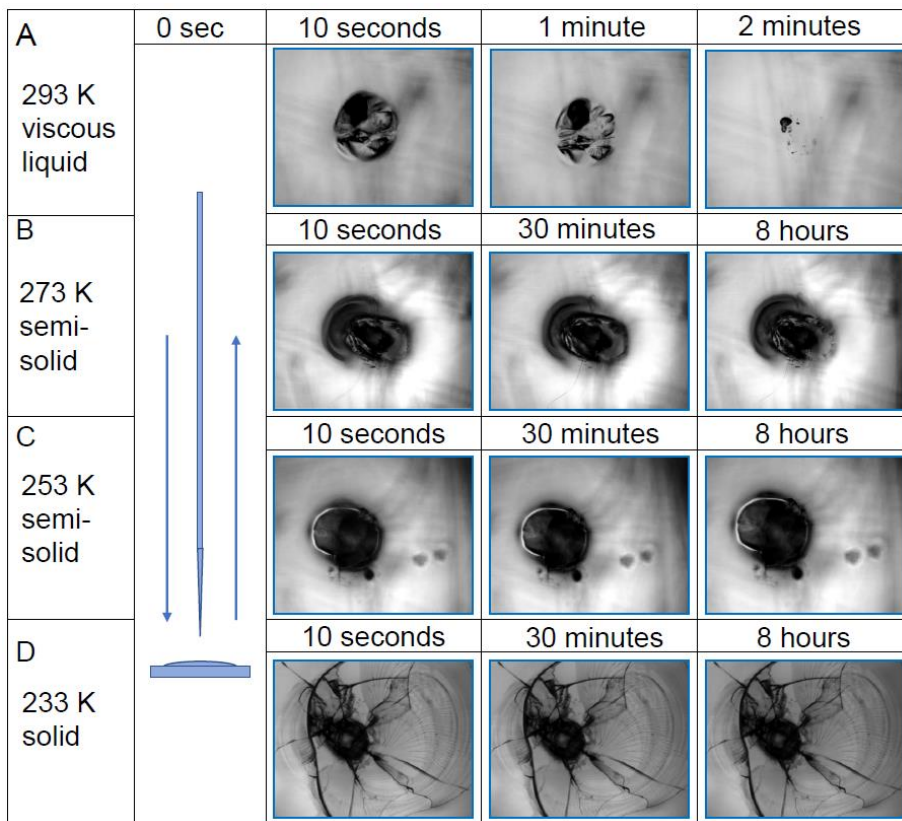 A
0 sec
10 seconds
1 minute
2 minutes
293 K
viscous
liquid
B
10 seconds
30 minutes
8 hours
273 K
semi-
solid
C
10 seconds
30 minutes
8 hours
253 K
semi-
solid
D
10 seconds
30 minutes
8 hours
233 K
solid